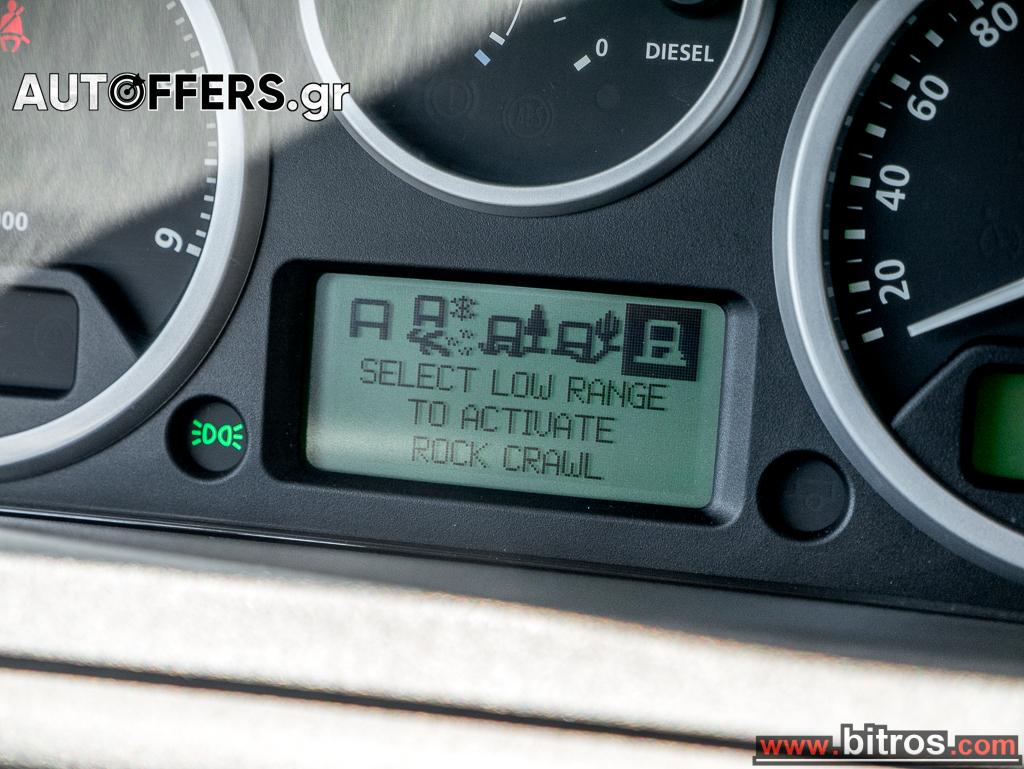 AUTOFFERS.gr
0 DIESEL
80
60
40
20
000
9
SELECT LOW RANGE
TO ACTIVATE
ROCK CRAWL
www.bitros.com